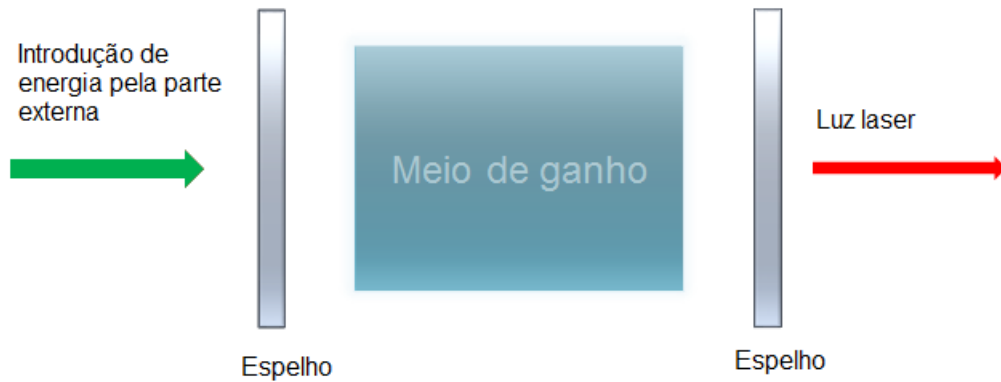 Introdução de
energia pela parte
externa
Luz laser
Meio de ganho
Espelho
Espelho